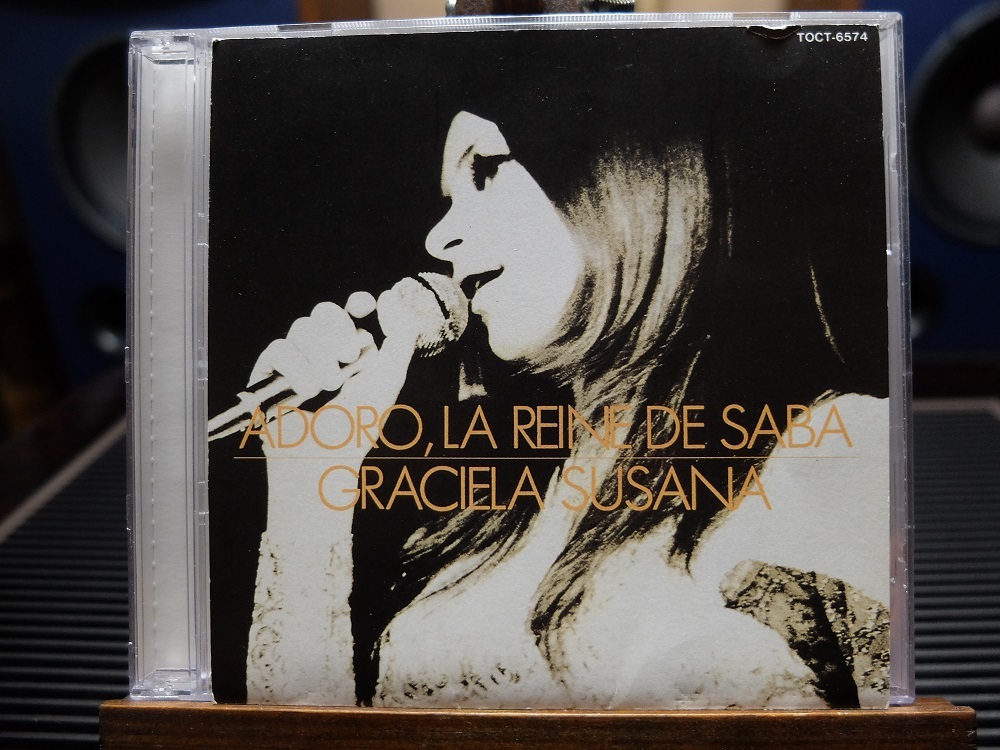 TOCT-6574
ADORO, LA REINE DE SABA
GRACIELA SUSANA